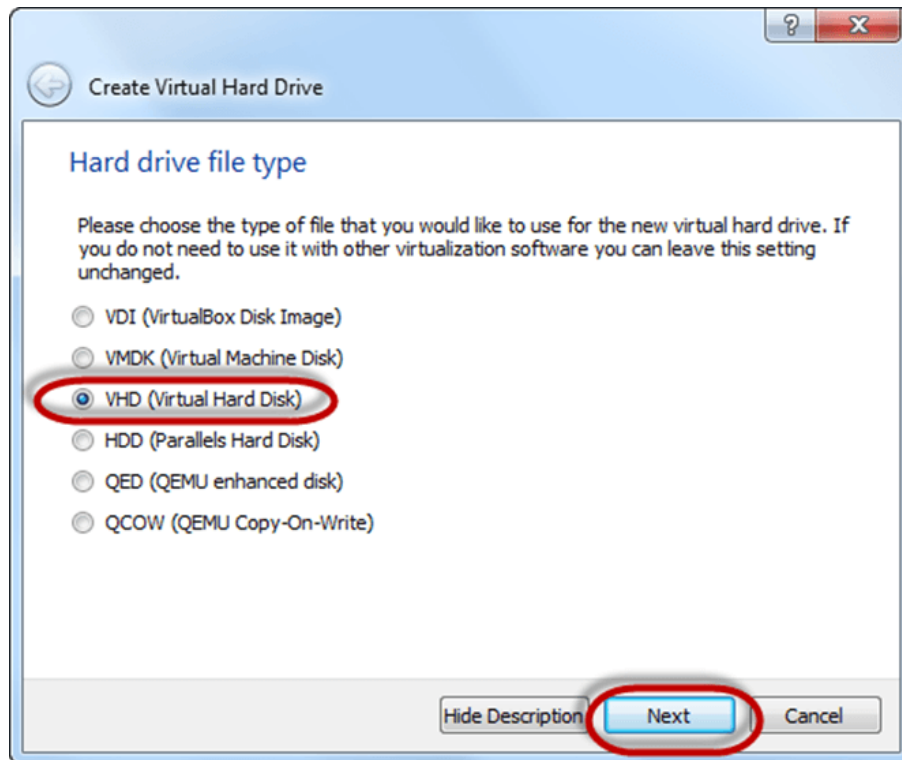 ?
X
Create Virtual Hard Drive
Hard drive file type
Please choose the type of file that you would like to use for the new virtual hard drive. If
you do not need to use it with other virtualization software you can leave this setting
unchanged.
VDI (VirtualBox Disk Image)
VMDK (Virtual Machine Disk)
VHD (Virtual Hard Disk)
HDD (Parallels Hard Disk)
QED (QEMU enhanced disk)
QCOW (QEMU Copy-On-Write)
Hide Description
Next
Cancel